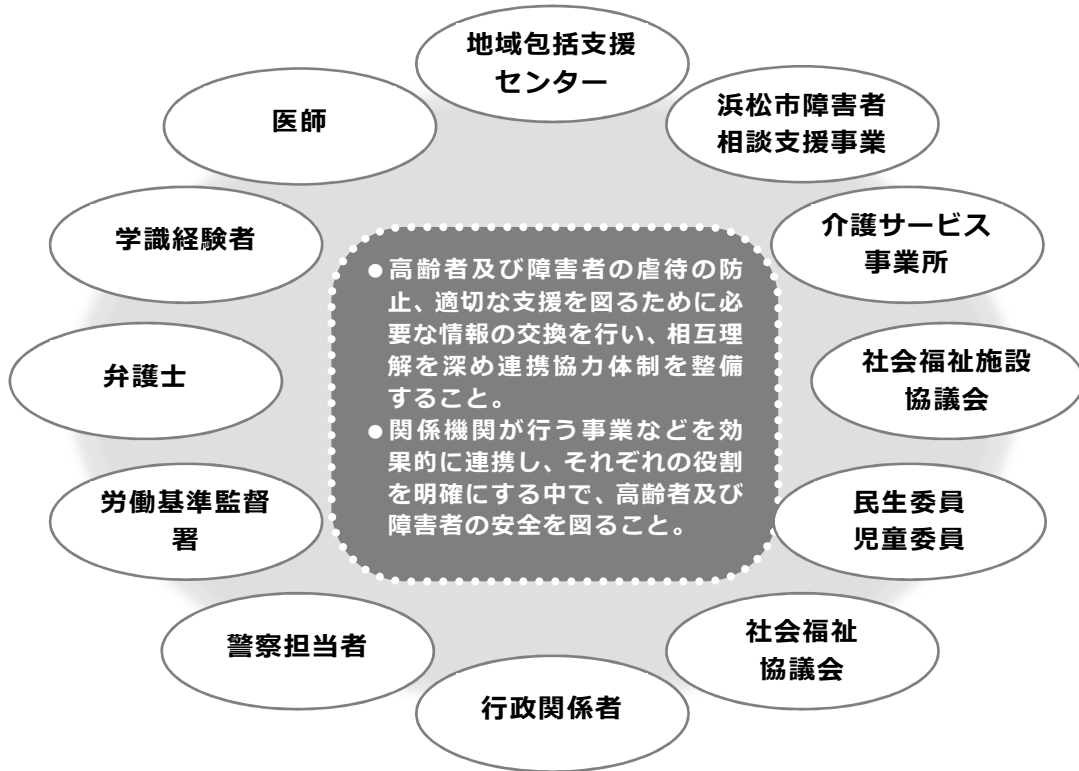 地域包括支援
センター
浜松市障害者
相談支援事業
介護サービス
事業所
社会福祉施設
協議会
民生委員
児童委員
社会福祉
協議会
行政関係者
警察担当者
労働基準監督
署
弁護士
学識経験者
医師
●高齢者及び障害者の虐待の防
止、適切な支援を図るために必
要な情報の交換を行い、相互理
解を深め連携協力体制を整備
すること。
●関係機関が行う事業などを効
果的に連携し、それぞれの役割
を明確にする中で、高齢者及び
障害者の安全を図ること。